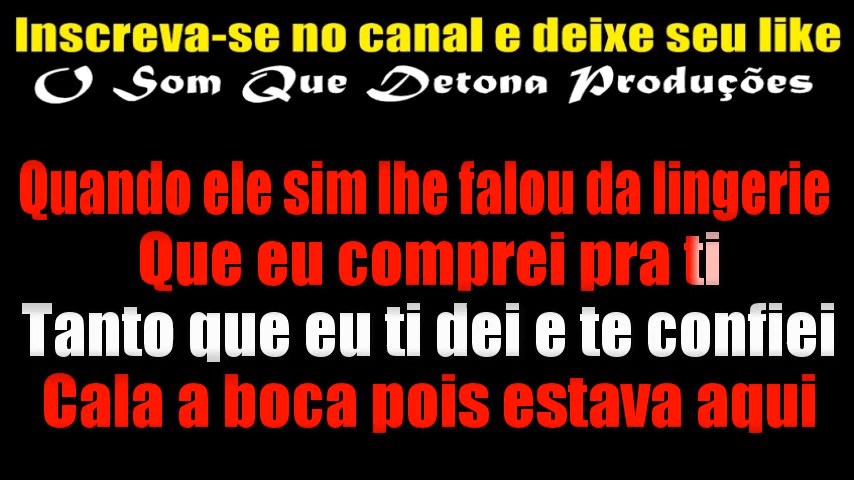 Inscreva-se no canal e deixe seu like
O Som Que Detona Produções
Quando ele sim lhe falou da lingerie
Que eu comprei pra ti
Tanto que eu ti dei e te confiei
Cala a boca pois estava aqui